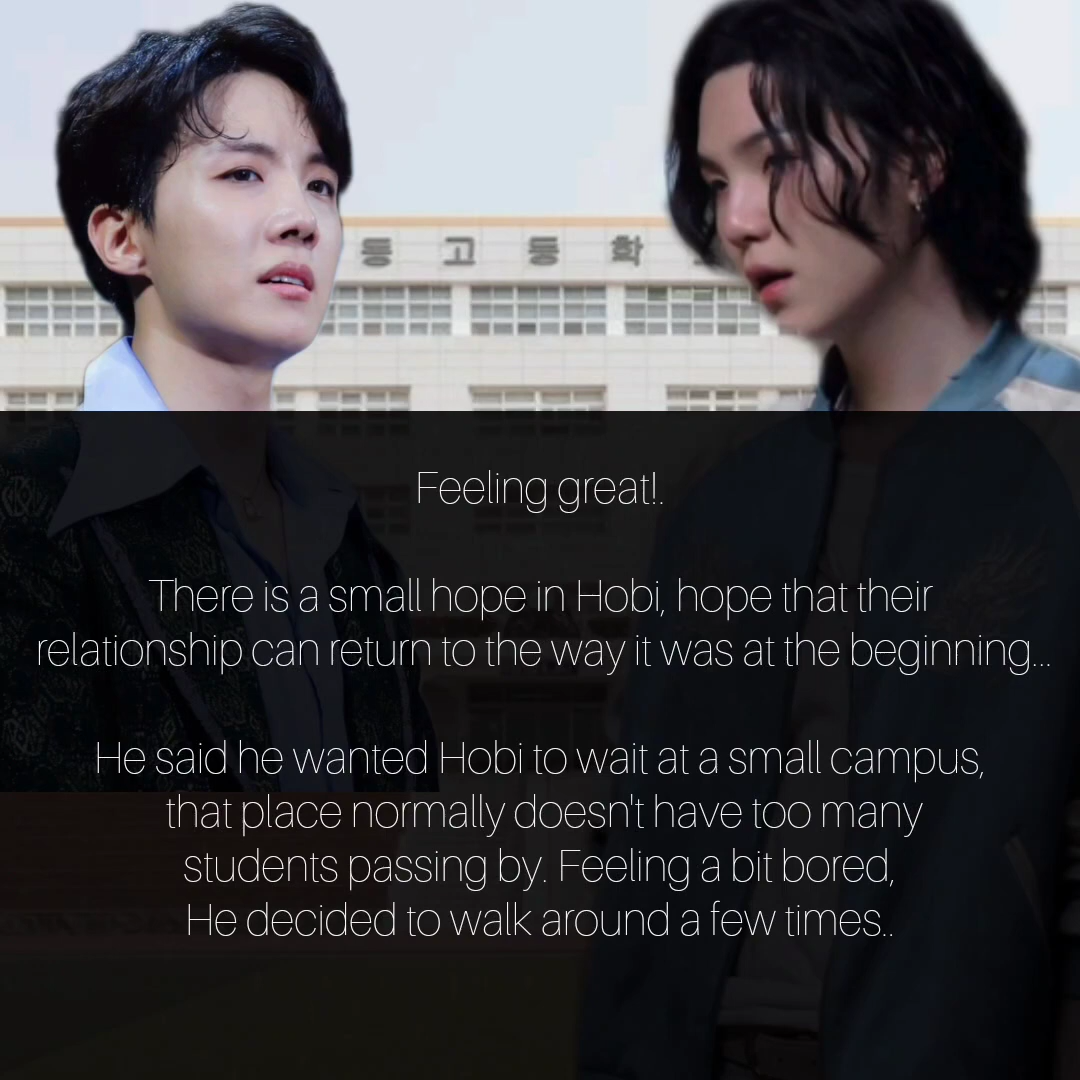 등 고 등 학
Feeling great!.
There is a small hope in Hobi, hope that their
relationship can return to the way it was at the beginning...
He said he wanted Hobi to wait at a small campus,
that place normally doesn't have too many
students passing by. Feeling a bit bored,
He decided to walk around a few times..